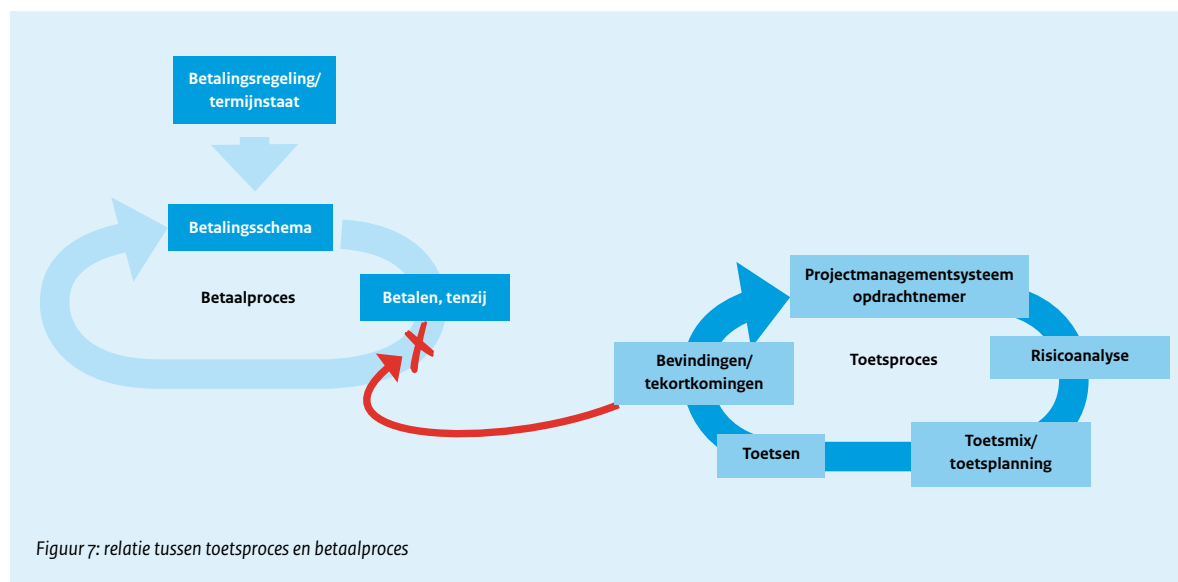 Betalingsregeling/
termijnstaat
Betalingsschema
Betaalproces
Betalen, tenzij
Projectmanagementsysteem
opdrachtnemer
Risicoanalyse
Toetsproces
Bevindingen/
tekortkomingen
Toetsen
Toetsmix/
toetsplanning
Figuur 7: relatie tussen toetsproces en betaalproces